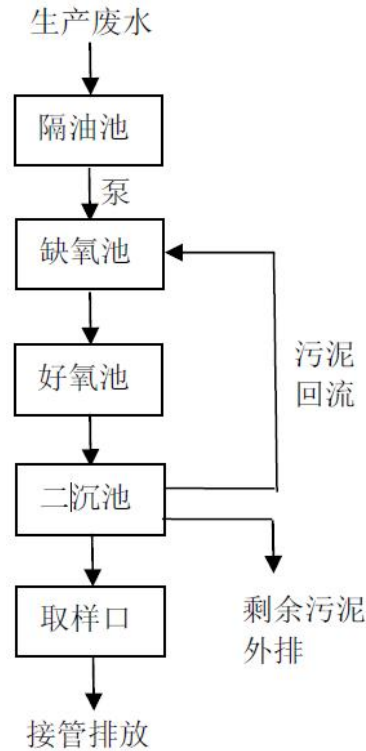 生产废水
隔油池
泵
缺氧池
好氧池
污泥
回流
二沉池
取样口
剩余污泥
外排
接管排放